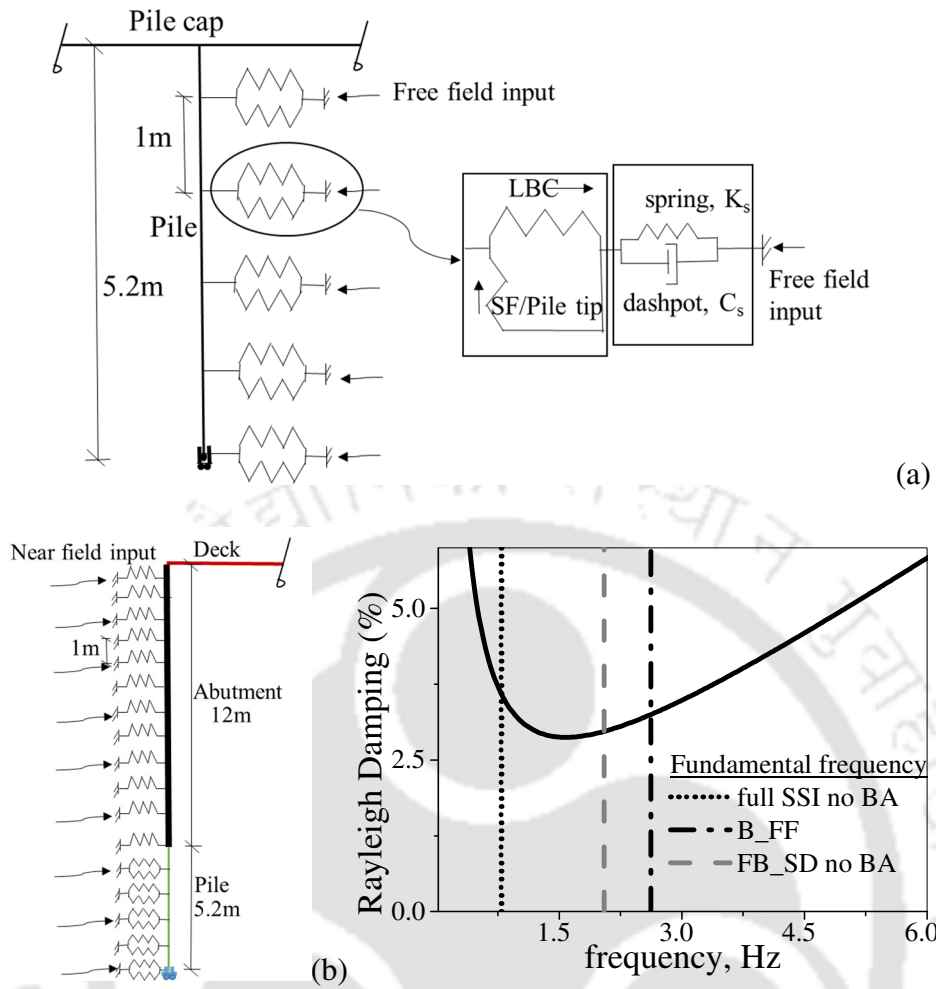 Pile cap
Free field input
1m
Pile
5.2m
LBC
SF/Pile tip
spring, Ks
dashpot, Cs
Free field
input
(a)
Near field input
Deck
1m
Abutment
12m
Pile
5.2m
(b)
Rayleigh Damping (%)
5.0
2.5
0.0
1.5
3.0
4.5
6.0
frequency, Hz
Fundamental frequency
full SSI no BA
B_FF
FB_SD no BA